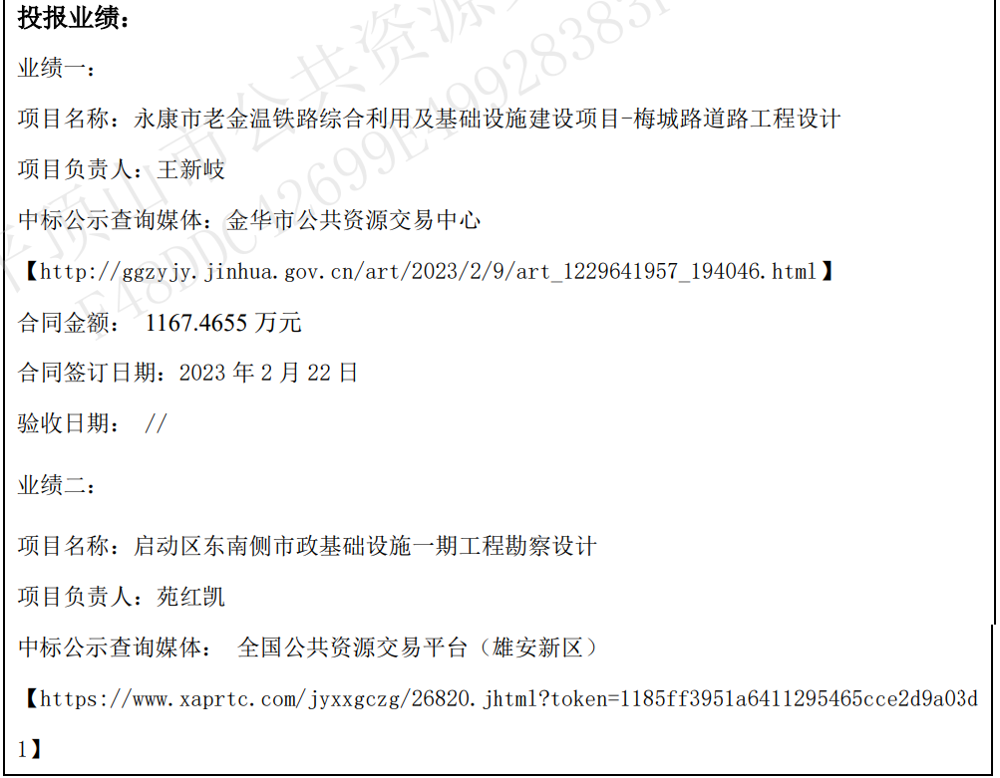 投报业绩：
业绩一：
项目名称：永康市老金温铁路综合利用及基础设施建设项目-梅城路道路工程设计
项目负责人：王新岐
中标公示查询媒体：金华市公共资源交易中心
【http://ggzyjy.jinhua.gov.cn/art/2023/2/9/art_1229641957_194046.html】
合同金额： 1167.4655 万元
合同签订日期：2023 年 2 月 22 日
验收日期： //
业绩二：
项目名称：启动区东南侧市政基础设施一期工程勘察设计
项目负责人：苑红凯
中标公示查询媒体： 全国公共资源交易平台（雄安新区）
【https://www.xaprtc.com/jyxxgczg/26820.jhtml?token=1185ff3951a6411295465cce2d9a03d
1】